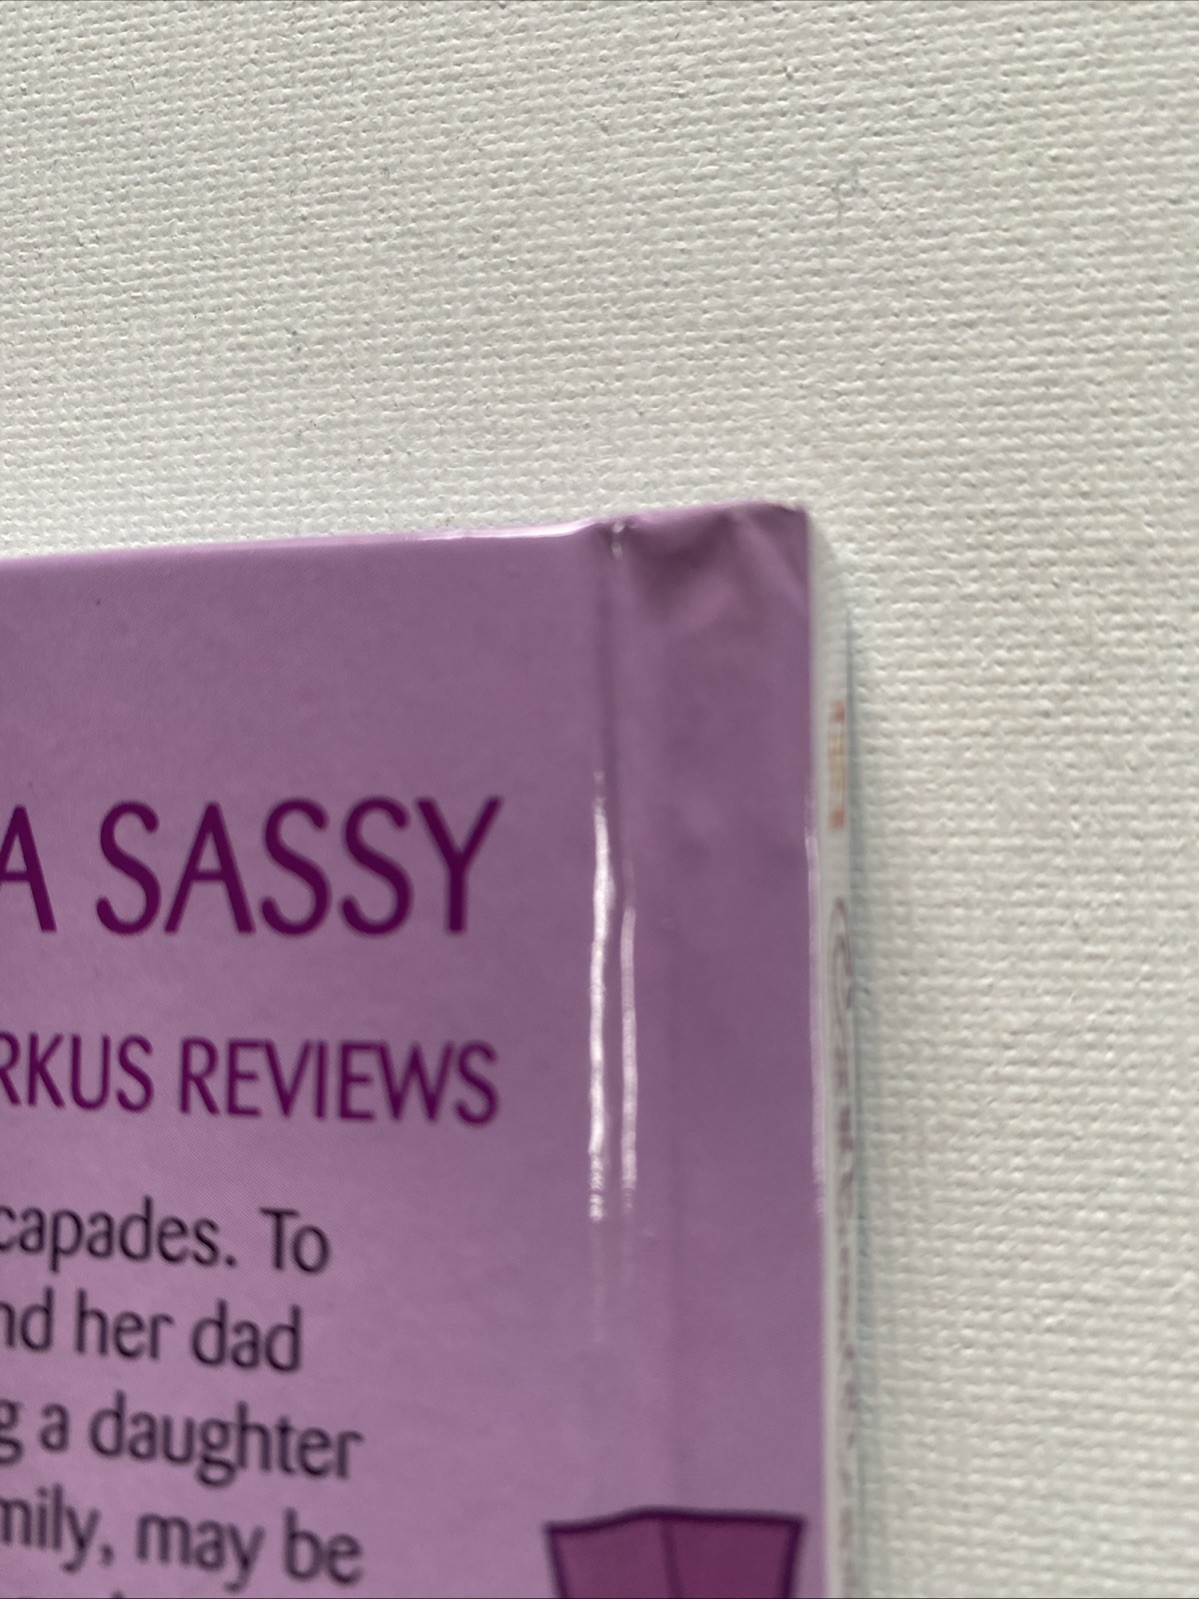 A SASSY
RKUS REVIEWS
capades. To
nd her dad
g a daughter
mily, may be